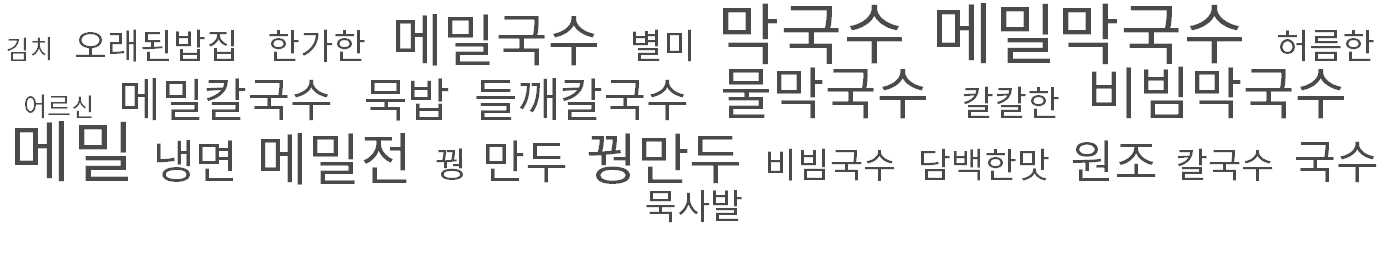 김치 오래된밥집 한가한 메밀국수 별미 막국수 메밀막국수 허름한
어르신 메밀칼국수 묵밥 들깨칼국수 물막국수 칼칼한 비빔막국수
메밀 냉면 메밀전 꿩 만두 꿩만두 비빔국수 담백한맛 원조 칼국수 국수
묵사발